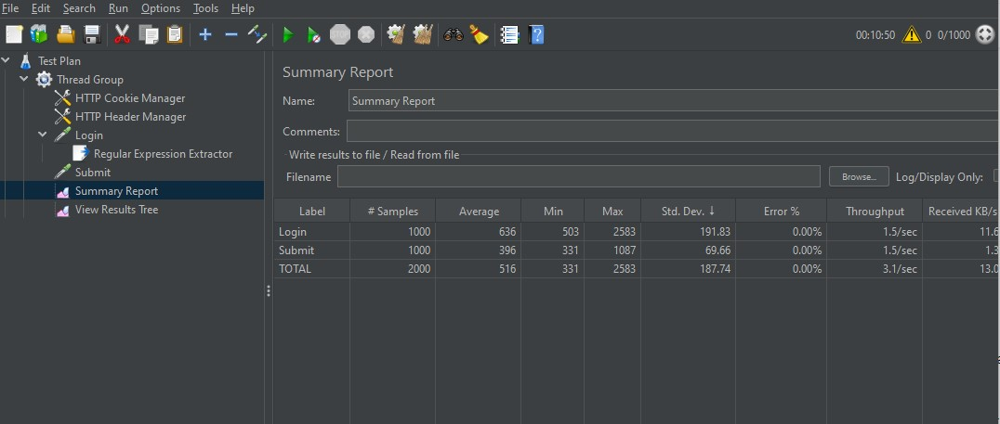 File Edit Search Run Options Tools Help
00:10:50 0 0/1000
Test Plan
Thread Group
HTTP Cookie Manager
HTTP Header Manager
Login
Regular Expression Extractor
Submit
Summary Report
View Results Tree
Summary Report
Name: Summary Report
Comments:
Write results to file / Read from file
Filename Browse... Log/Display Only:
Label # Samples Average Min Max Std. Dev. ↓ Error % Throughput Received KB/s
Login 1000 636 503 2583 191.83 0.00% 1.5/sec 11.6
Submit 1000 396 331 1087 69.66 0.00% 1.5/sec 1.3
TOTAL 2000 516 331 2583 187.74 0.00% 3.1/sec 13.0